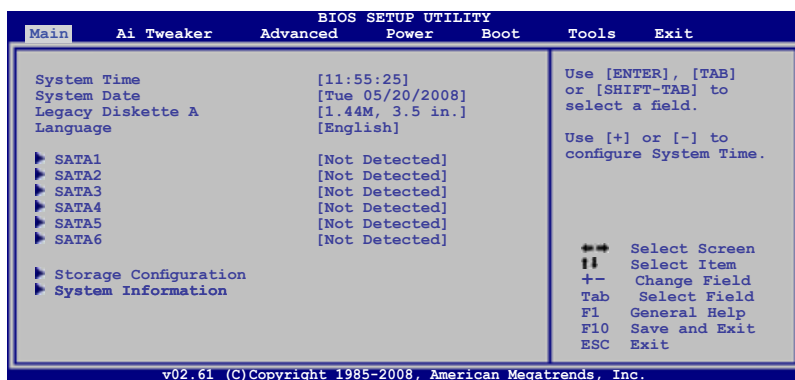 BIOS SETUP UTILITY
Main Ai Tweaker Advanced Power Boot Tools Exit
System Time [11:55:25]
System Date [Tue 05/20/2008]
Legacy Diskette A [1.44M, 3.5 in.]
Language [English]
SATA1 [Not Detected]
SATA2 [Not Detected]
SATA3 [Not Detected]
SATA4 [Not Detected]
SATA5 [Not Detected]
SATA6 [Not Detected]
Storage Configuration
System Information
Use [ENTER], [TAB]
or [SHIFT-TAB] to
select a field.
Use [+] or [-] to
configure System Time.
←→ Select Screen
↑↓ Select Item
+- Change Field
Tab Select Field
F1 General Help
F10 Save and Exit
ESC Exit
v02.61 (C)Copyright 1985-2008, American Megatrends, Inc.